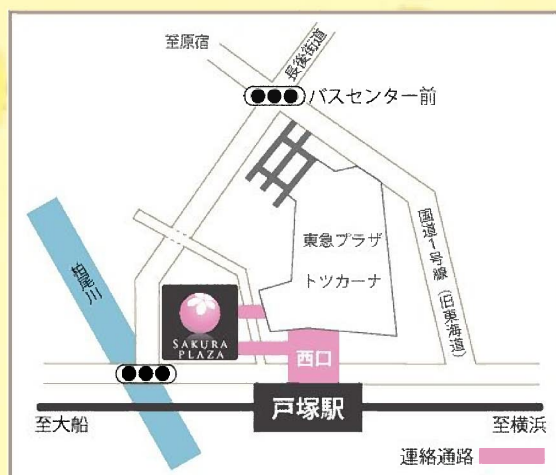 至原宿
長後街道
バスセンター前
東急プラザ
トツカーナ
国道1号線(旧東海道)
柏尾川
SAKURA
PLAZA
西口
戸塚駅
至大船
至横浜
連絡通路